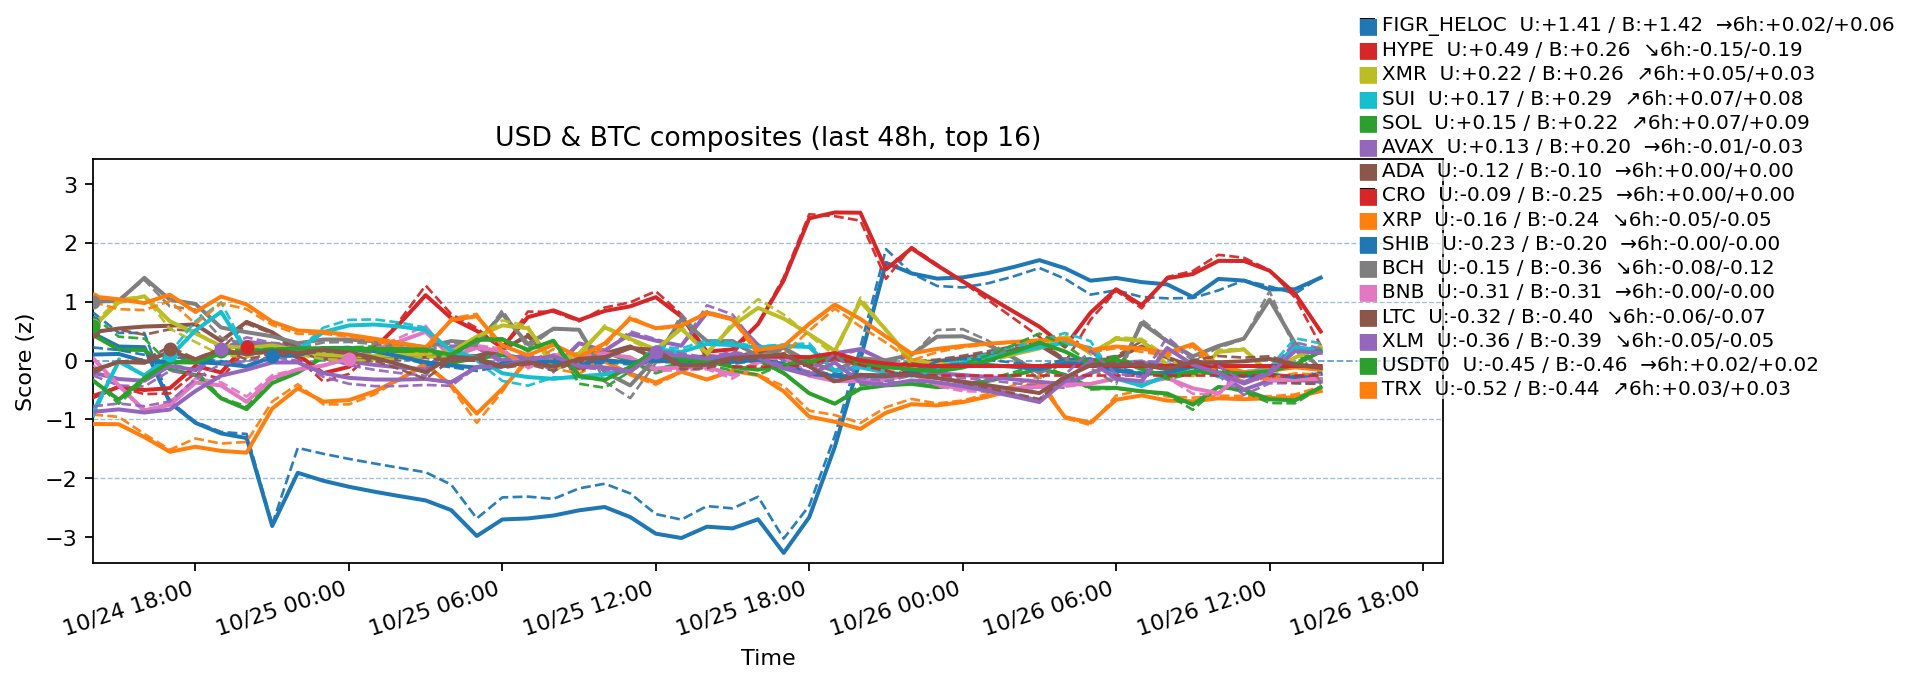 FIGR_HELOC  U:+1.41 / B:+1.42  →6h:+0.02/+0.06
HYPE  U:+0.49 / B:+0.26  ↘6h:-0.15/-0.19
XMR  U:+0.22 / B:+0.26  ↗6h:+0.05/+0.03
SUI  U:+0.17 / B:+0.29  ↗6h:+0.07/+0.08
SOL  U:+0.15 / B:+0.22  ↗6h:+0.07/+0.09
AVAX  U:+0.13 / B:+0.20  →6h:-0.01/-0.03
ADA  U:-0.12 / B:-0.10  →6h:+0.00/+0.00
CRO  U:-0.09 / B:-0.25  →6h:+0.00/+0.00
XRP  U:-0.16 / B:-0.24  ↘6h:-0.05/-0.05
SHIB  U:-0.23 / B:-0.20  →6h:-0.00/-0.00
BCH  U:-0.15 / B:-0.36  ↘6h:-0.08/-0.12
BNB  U:-0.31 / B:-0.31  →6h:-0.00/-0.00
LTC  U:-0.32 / B:-0.40  ↘6h:-0.06/-0.07
XLM  U:-0.36 / B:-0.39  ↘6h:-0.05/-0.05
USDT0  U:-0.45 / B:-0.46  →6h:+0.02/+0.02
TRX  U:-0.52 / B:-0.44  ↗6h:+0.03/+0.03
USD & BTC composites (last 48h, top 16)
Score (z)
3
2
1
0
−1
−2
−3
10/24 18:00
10/25 00:00
10/25 06:00
10/25 12:00
10/25 18:00
10/26 00:00
10/26 06:00
10/26 12:00
10/26 18:00
Time